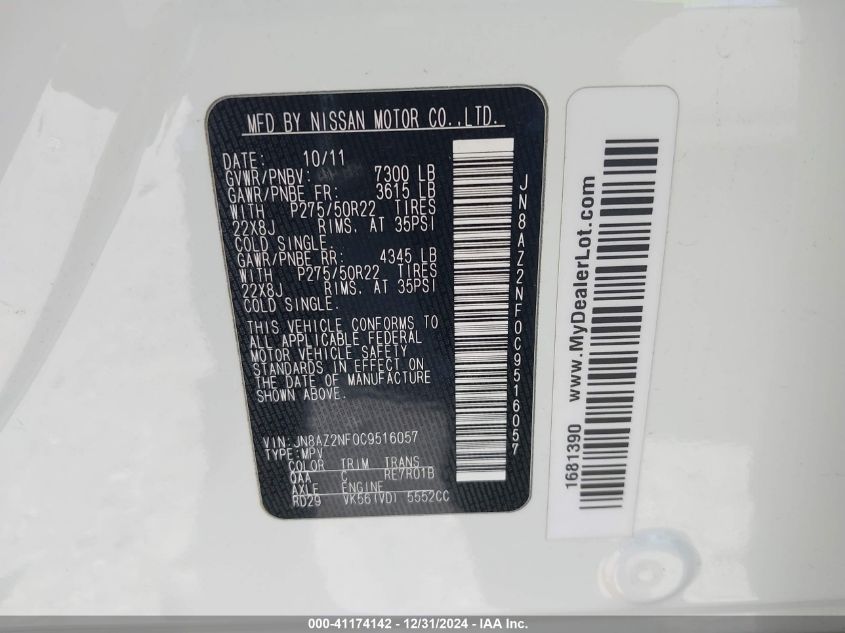 MFD BY NISSAN MOTOR CO.,LTD.
DATE: 10/11
GVWR/PNBV: 7300 LB
GAWR/PNBE FR: 3615 LB
WITH P275/50R22 TIRES
22X8J RIMS. AT 35PSI
COLD SINGLE.
GAWR/PNBE RR: 4345 LB
WITH P275/50R22 TIRES
22X8J RIMS. AT 35PSI
COLD SINGLE.
THIS VEHICLE CONFORMS TO
ALL APPLICABLE FEDERAL
MOTOR VEHICLE SAFETY
STANDARDS IN EFFECT ON
THE DATE OF MANUFACTURE
SHOWN ABOVE.
VIN: JN8AZ2NF0C9516057
TYPE: MPV
COLOR TRIM TRANS
QAA C RE7R01B
AXLE ENGINE
RD29 VK56(VD) 5552CC
JN8AZ2NF0C9516057
1681390 www.MyDealerLot.com
000-41174142 - 12/31/2024 - IAA Inc.